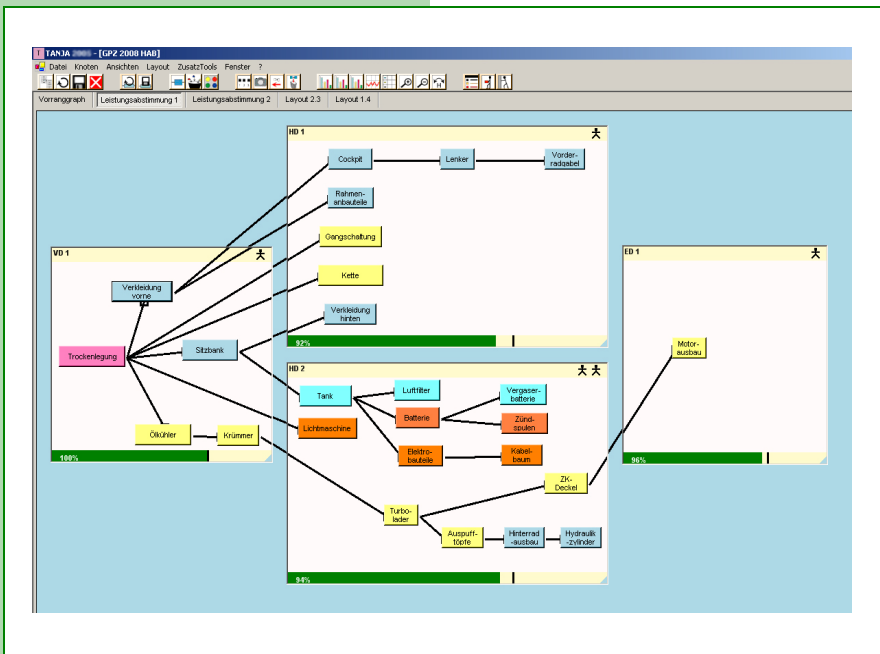 TANJA - [GPZ 2008 HAB]
Datei Knoten Ansichten Layout ZusatzTools Fenster ?
Vorranggraph Leistungsabstimmung 1 Leistungsabstimmung 2 Layout 2.3 Layout 1.4
HD 1
Cockpit
Lenker
Vorder-
radgabel
Rahmen-
anbauteile
Gangschaltung
Kette
Verkleidung
hinten
92%
VD 1
Verkleidung
vorne
Trockenlegung
Sitzbank
Ölkühler
Krümmer
100%
HD 2
Tank
Luftfilter
Vergaser-
batterie
Batterie
Zünd-
spulen
Lichtmaschine
Elektro-
bauteile
Kabel-
baum
ZK-
Deckel
Turbo-
lader
Auspuff-
töpfe
Hinterrad
-ausbau
Hydraulik
-zylinder
94%
ED 1
Motor-
ausbau
96%